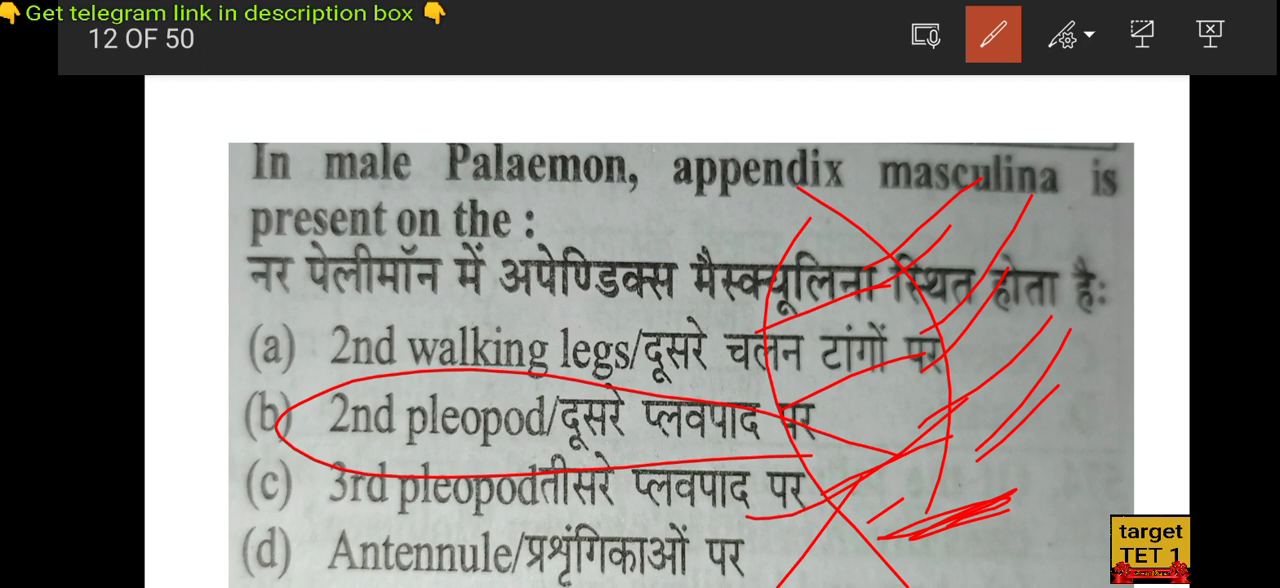 👇 Get telegram link in description box 👇
12 OF 50
In male Palaemon, appendix masculina is
present on the :
नर पेलीमॉन में अपेण्डिक्स मैस्क्यूलिना स्थित होता है:
(a) 2nd walking legs/दूसरे चलन टांगों पर
(b) 2nd pleopod/दूसरे प्लवपाद पर
(c) 3rd pleopodतीसरे प्लवपाद पर
(d) Antennule/प्रश्रृंगिकाओं पर
target
TET 1